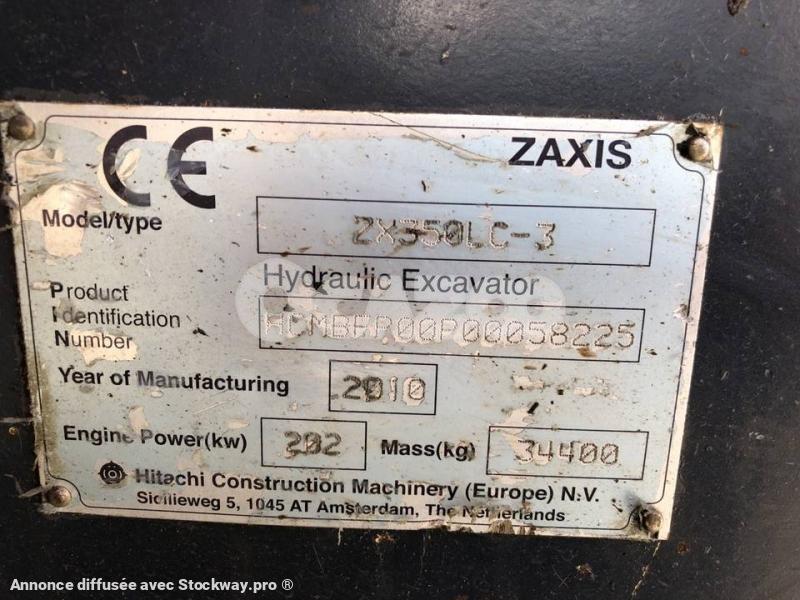 CE
ZAXIS
Model/type
ZX350LC-3
Hydraulic Excavator
Product
Identification
Number
HCMBFP00P00058225
Year of Manufacturing
2010
Engine Power(kw)
202
Mass(kg)
34400
Hitachi Construction Machinery (Europe) N.V.
Sicilieweg 5, 1045 AT Amsterdam, The Netherlands
Annonce diffusée avec Stockway.pro ®